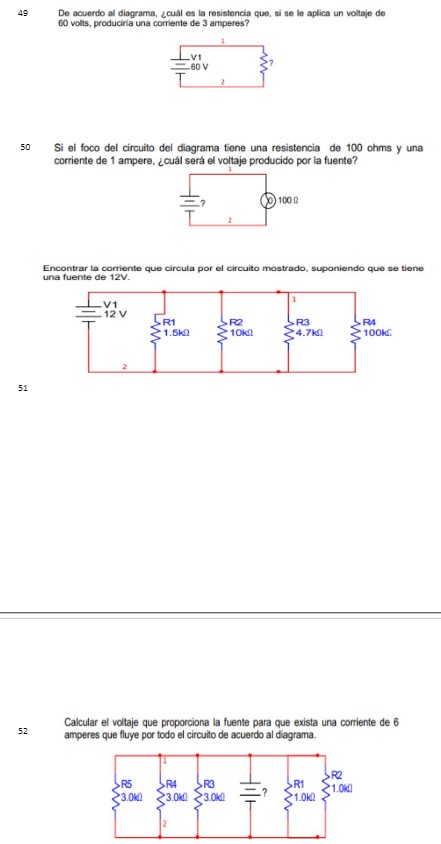 49
De acuerdo al diagrama, ¿cuál es la resistencia que, si se le aplica un voltaje de
60 volts, produciría una corriente de 3 amperes?
1
V1
60 V
?
2
50
Si el foco del circuito del diagrama tiene una resistencia de 100 ohms y una
corriente de 1 ampere, ¿cuál será el voltaje producido por la fuente?
1
?
100 Ω
2
Encontrar la corriente que circula por el circuito mostrado, suponiendo que se tiene
una fuente de 12V.
1
V1
12 V
R1
1.5kΩ
R2
10kΩ
R3
4.7kΩ
R4
100kΩ
2
51
52
Calcular el voltaje que proporciona la fuente para que exista una corriente de 6
amperes que fluye por todo el circuito de acuerdo al diagrama.
1
R5
3.0kΩ
R4
3.0kΩ
R3
3.0kΩ
?
R1
1.0kΩ
R2
1.0kΩ
2